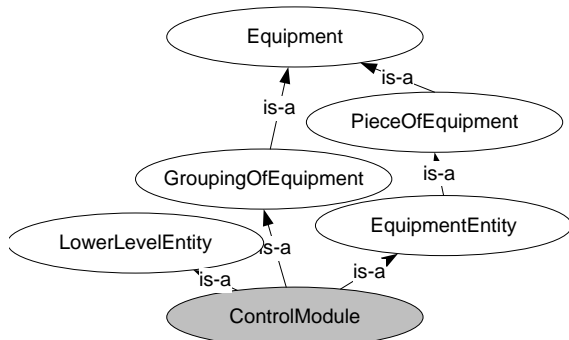 Equipment
is-a
is-a
PieceOfEquipment
GroupingOfEquipment
is-a
EquipmentEntity
LowerLevelEntity
is-a
is-a
is-a
ControlModule